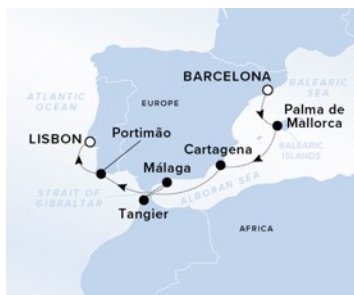 BARCELONA
BALEARIC
SEA
ATLANTIC
OCEAN
EUROPE
Palma de
Mallorca
LISBON
Portimão
Cartagena
BALEARIC
ISLANDS
Málaga
STRAIT OF
GIBRALTAR
ALBORAN SEA
Tangier
AFRICA